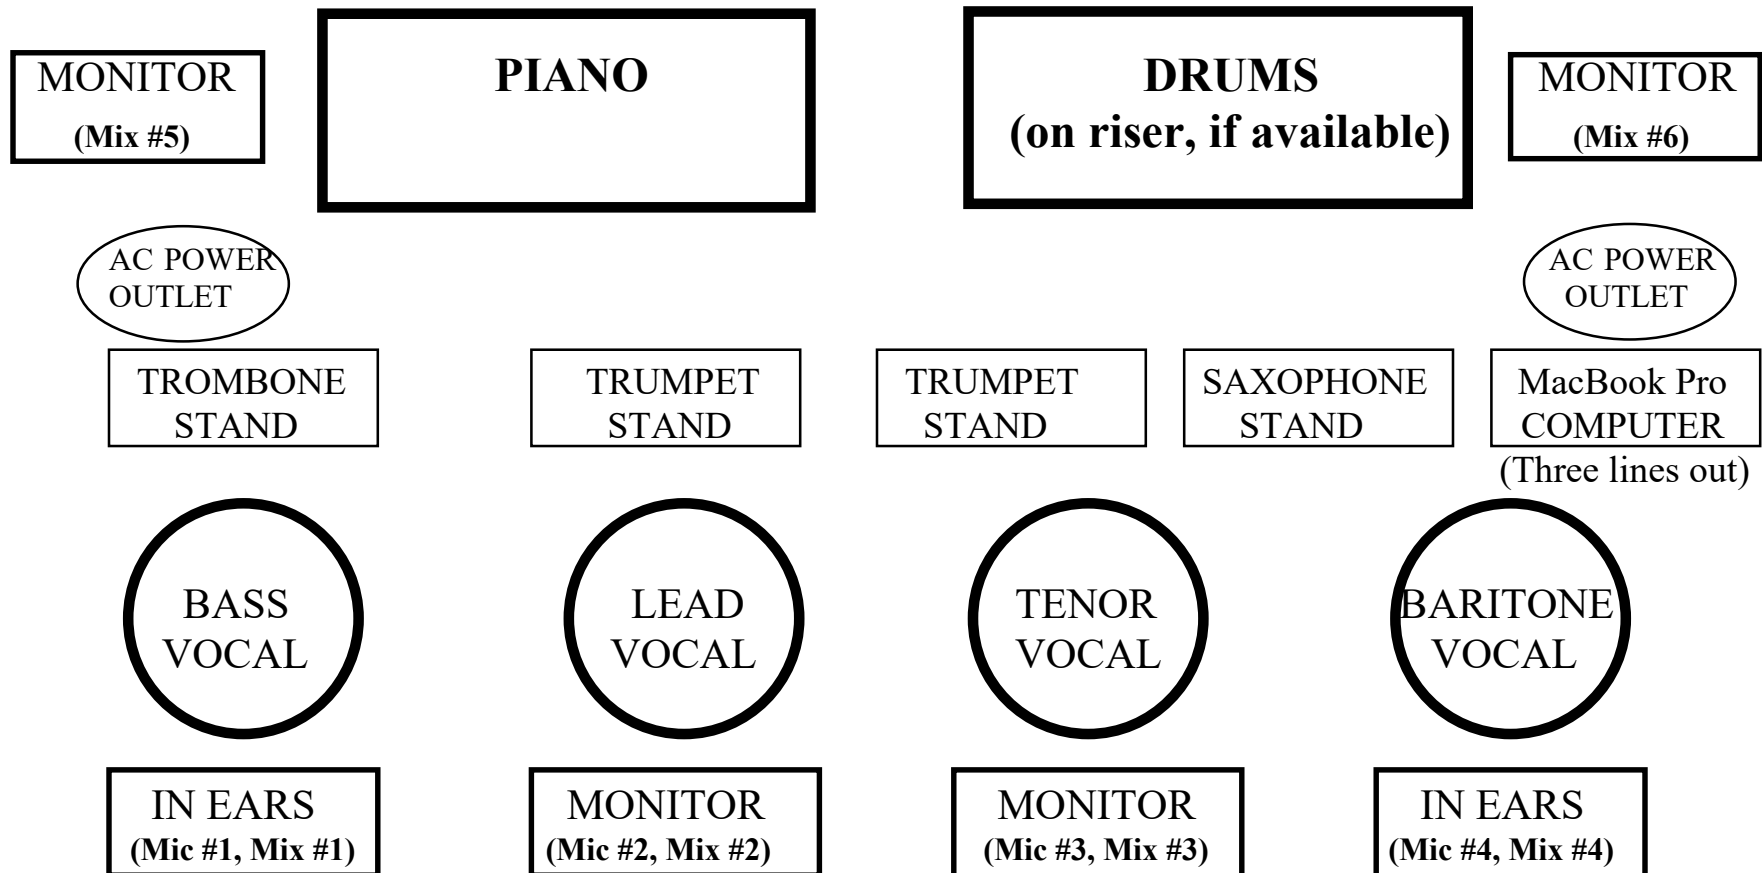 MONITOR
(Mix #5)
PIANO
DRUMS
(on riser, if available)
MONITOR
(Mix #6)
AC POWER
OUTLET
AC POWER
OUTLET
TROMBONE
STAND
TRUMPET
STAND
TRUMPET
STAND
SAXOPHONE
STAND
MacBook Pro
COMPUTER
(Three lines out)
BASS
VOCAL
LEAD
VOCAL
TENOR
VOCAL
BARITONE
VOCAL
IN EARS
(Mic #1, Mix #1)
MONITOR
(Mic #2, Mix #2)
MONITOR
(Mic #3, Mix #3)
IN EARS
(Mic #4, Mix #4)